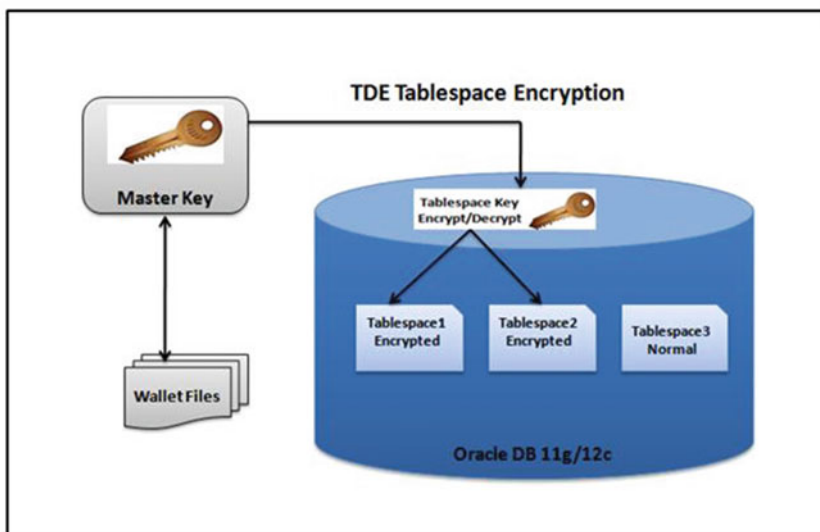 TDE Tablespace Encryption
Master Key
Tablespace Key
Encrypt/Decrypt
Tablespace1
Encrypted
Tablespace2
Encrypted
Tablespace3
Normal
Wallet Files
Oracle DB 11g/12c